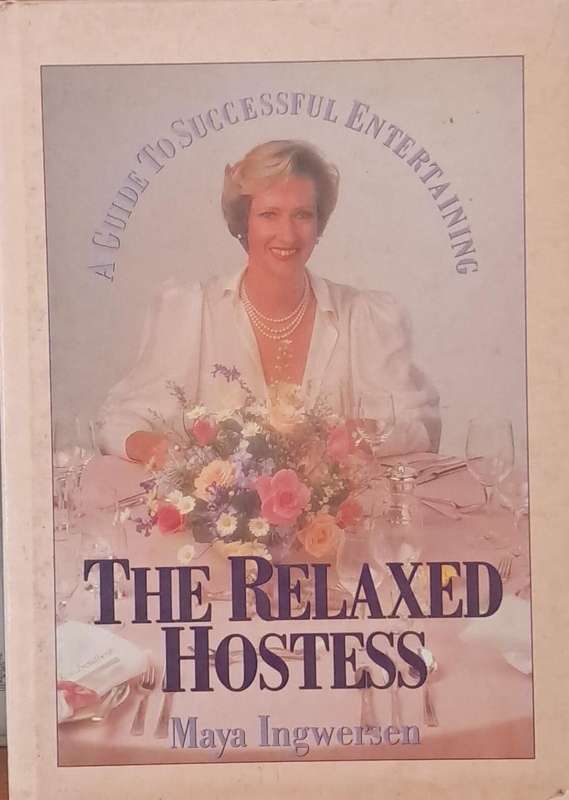 A GUIDE TO SUCCESSFUL ENTERTAINING
THE RELAXED
HOSTESS
Maya Ingwersen